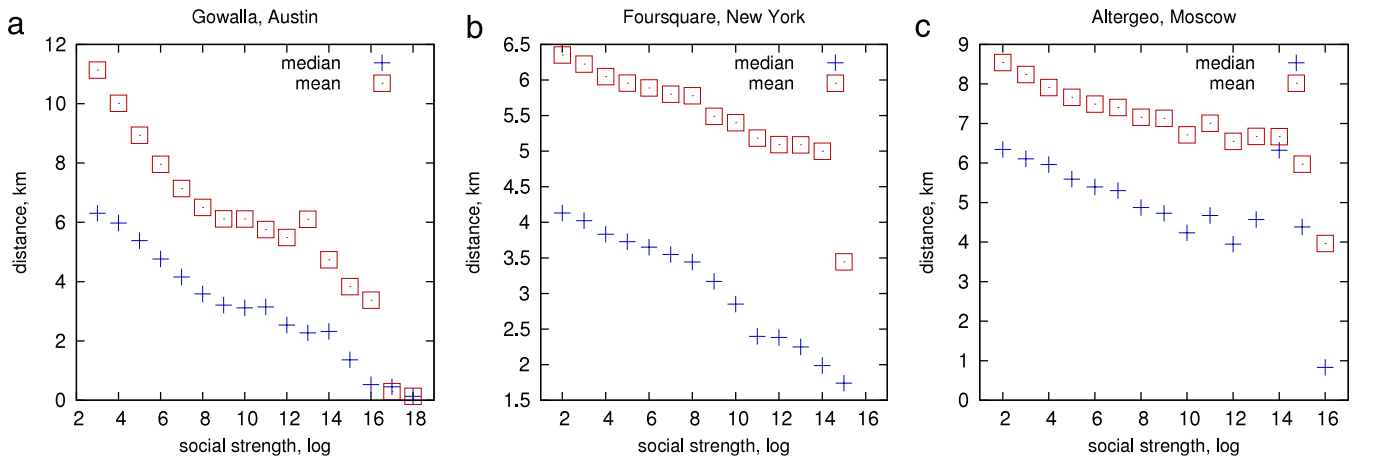 a
Gowalla, Austin
median
mean
12
10
8
6
4
2
0
distance, km
2 4 6 8 10 12 14 16 18
social strength, log
b
Foursquare, New York
median
mean
6.5
6
5.5
5
4.5
4
3.5
3
2.5
2
1.5
distance, km
2 4 6 8 10 12 14 16
social strength, log
c
Altergeo, Moscow
median
mean
9
8
7
6
5
4
3
2
1
0
distance, km
2 4 6 8 10 12 14 16
social strength, log